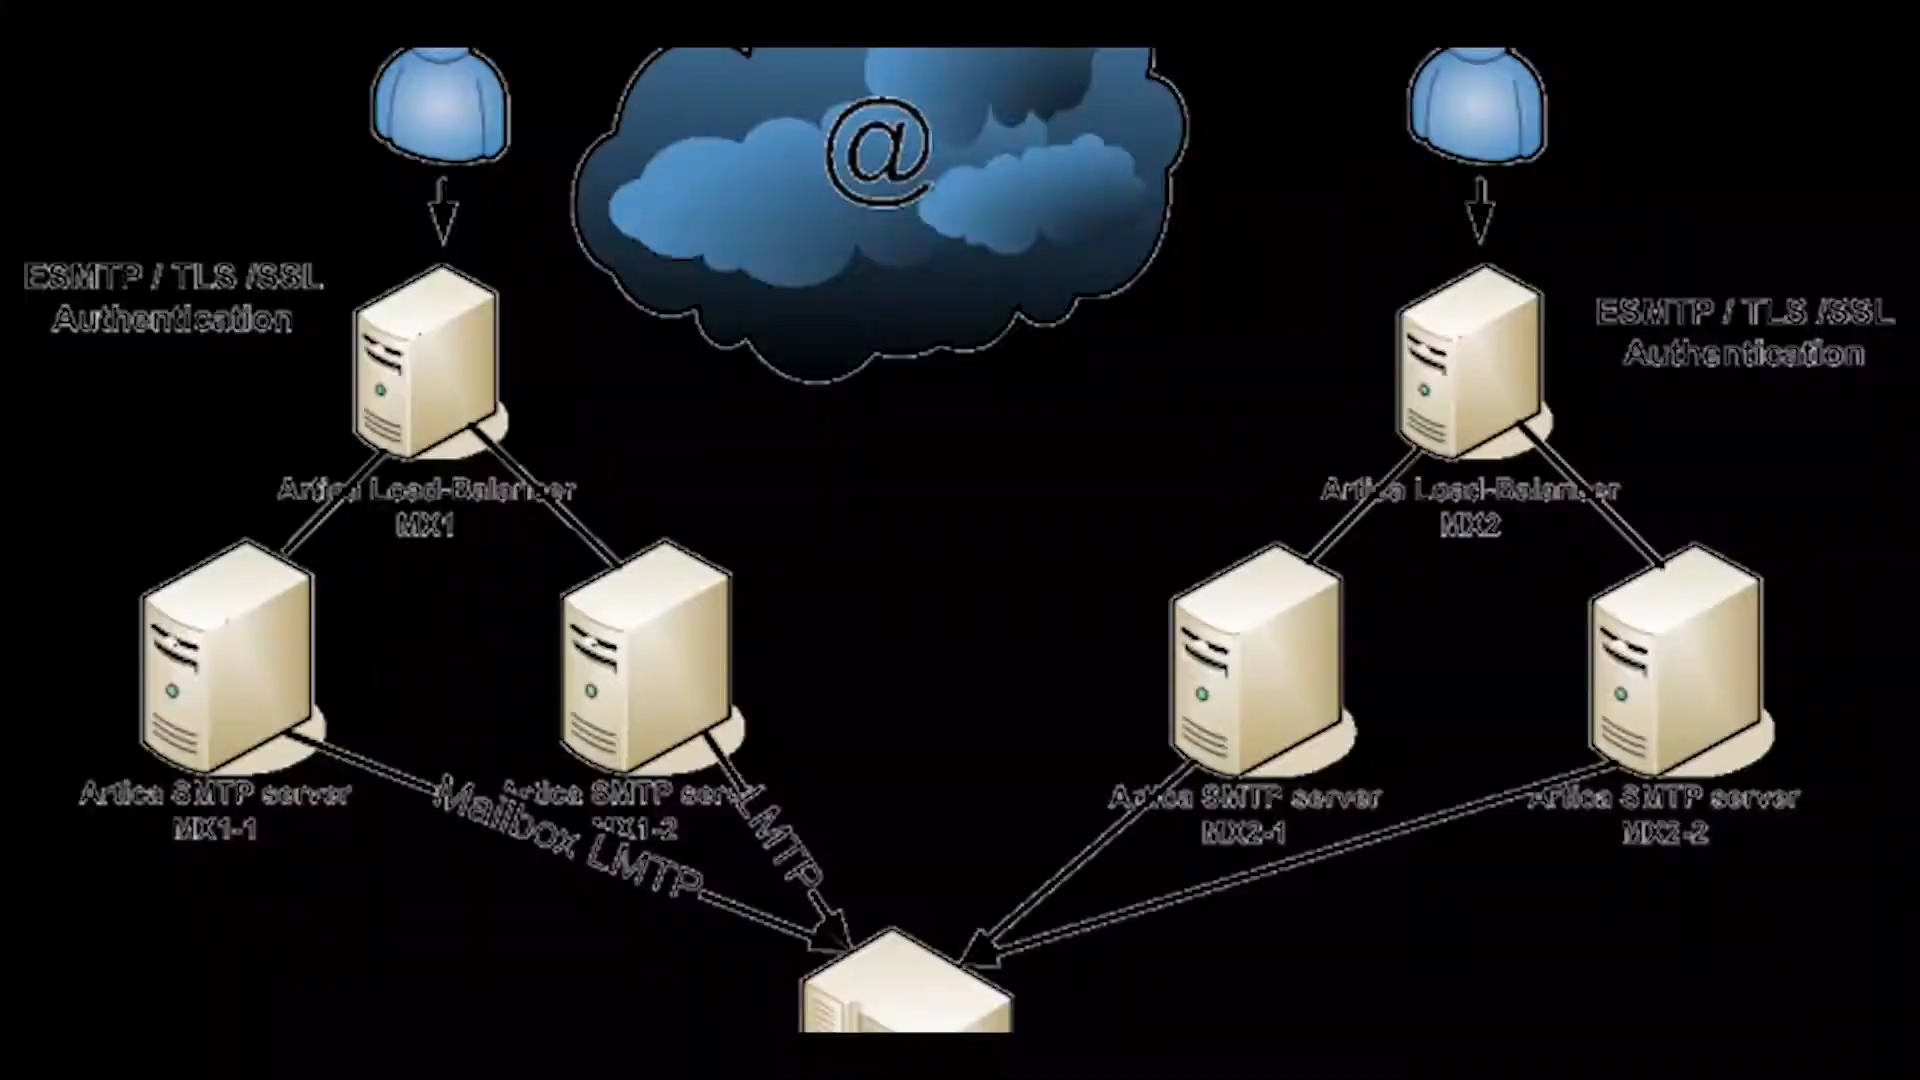 @
ESMTP / TLS /SSL
Authentication
ESMTP / TLS /SSL
Authentication
Artica Load-Balancer
MX1
Artica Load-Balancer
MX2
Artica SMTP server
MX1-1
Artica SMTP server
MX1-2
Artica SMTP server
MX2-1
Artica SMTP server
MX2-2
Mailbox LMTP
LMTP